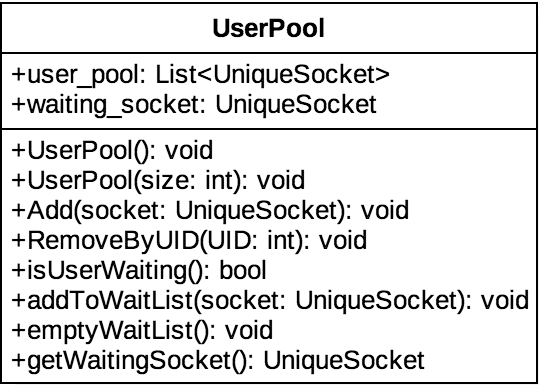 UserPool
+user_pool: List<UniqueSocket>
+waiting_socket: UniqueSocket
+UserPool(): void
+UserPool(size: int): void
+Add(socket: UniqueSocket): void
+RemoveByUID(UID: int): void
+isUserWaiting(): bool
+addToWaitList(socket: UniqueSocket): void
+emptyWaitList(): void
+getWaitingSocket(): UniqueSocket